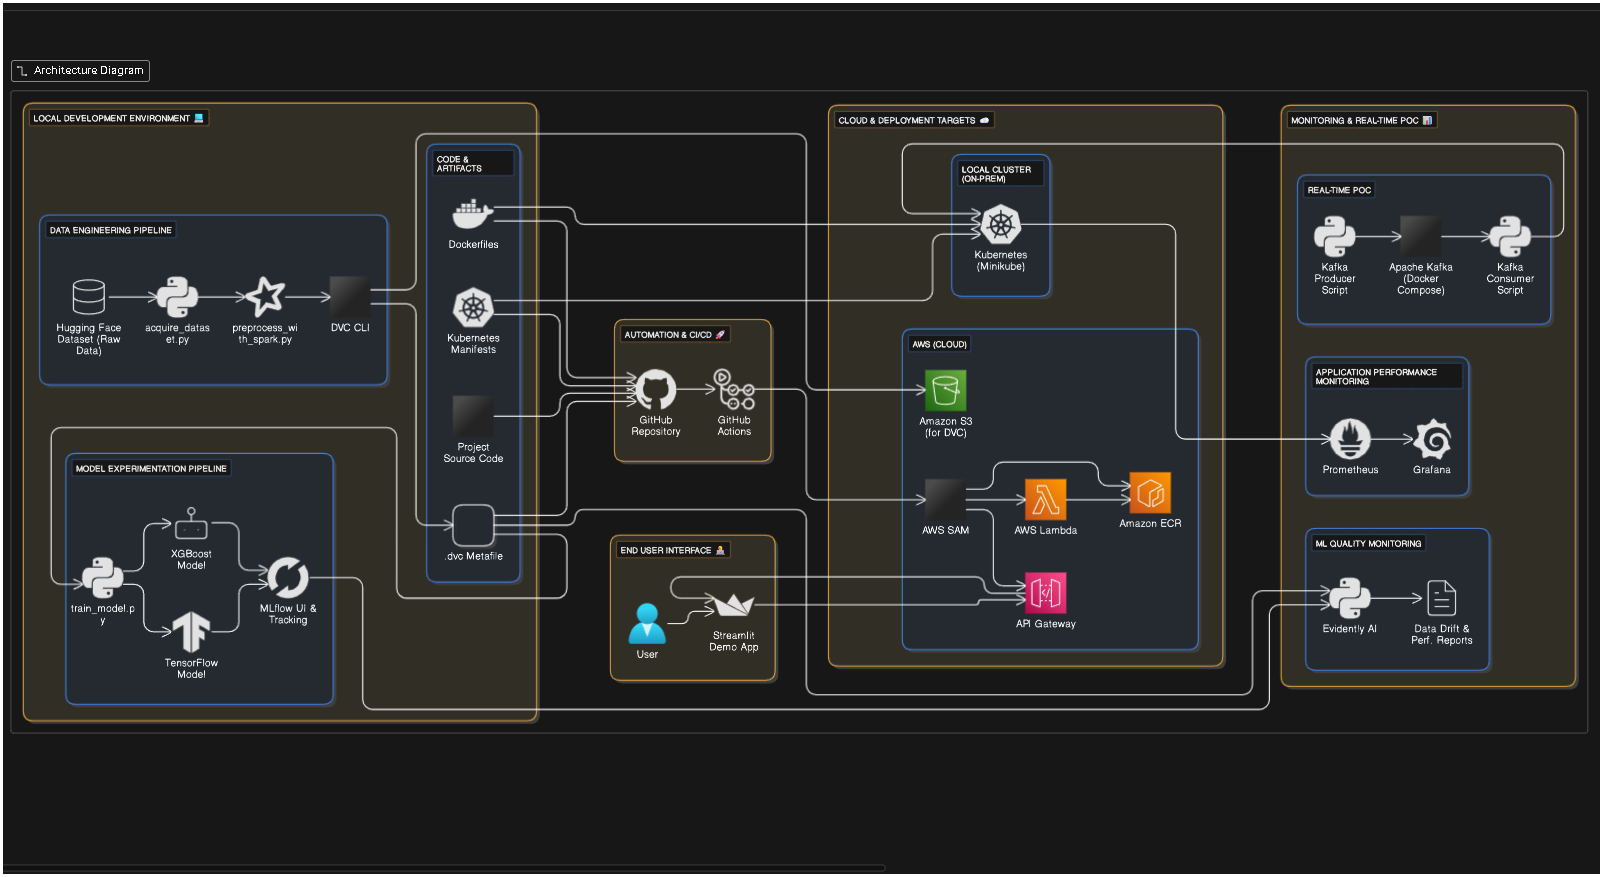 Architecture Diagram
LOCAL DEVELOPMENT ENVIRONMENT 💻
DATA ENGINEERING PIPELINE
Hugging Face
Dataset (Raw
Data)
acquire_datas
et.py
preprocess_wi
th_spark.py
DVC CLI
CODE &
ARTIFACTS
Dockerfiles
Kubernetes
Manifests
Project
Source Code
.dvc Metafile
MODEL EXPERIMENTATION PIPELINE
train_model.p
y
XGBoost
Model
TensorFlow
Model
MLflow UI &
Tracking
AUTOMATION & CI/CD 🚀
GitHub
Repository
GitHub
Actions
END USER INTERFACE
User
Streamlit
Demo App
CLOUD & DEPLOYMENT TARGETS ☁️
LOCAL CLUSTER
(ON-PREM)
Kubernetes
(Minikube)
AWS (CLOUD)
Amazon S3
(for DVC)
AWS SAM
AWS Lambda
Amazon ECR
API Gateway
MONITORING & REAL-TIME POC 📊
REAL-TIME POC
Kafka
Producer
Script
Apache Kafka
(Docker
Compose)
Kafka
Consumer
Script
APPLICATION PERFORMANCE
MONITORING
Prometheus
Grafana
ML QUALITY MONITORING
Evidently AI
Data Drift &
Perf. Reports